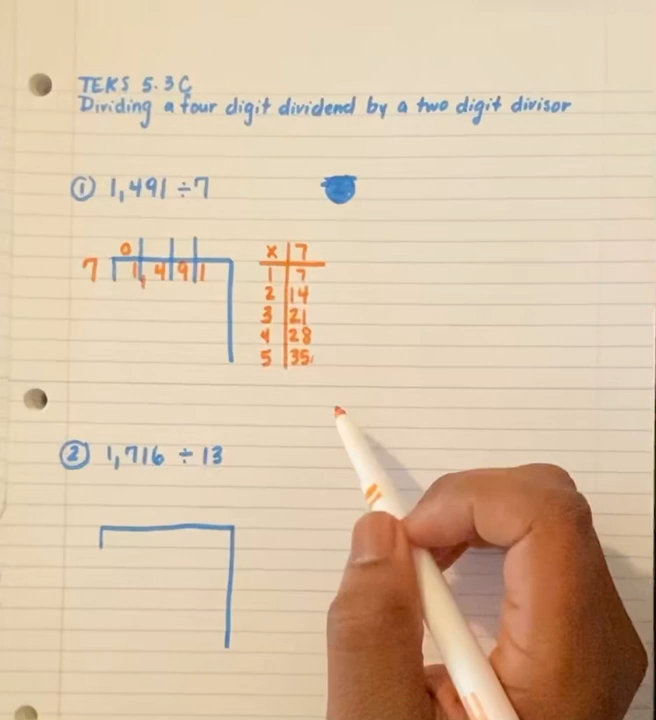 TEKS 5.3C
Dividing a four digit dividend by a two digit divisor
① 1,491 ÷ 7
0
7 1,491
x 7
1 7
2 14
3 21
4 28
5 35
② 1,716 ÷ 13